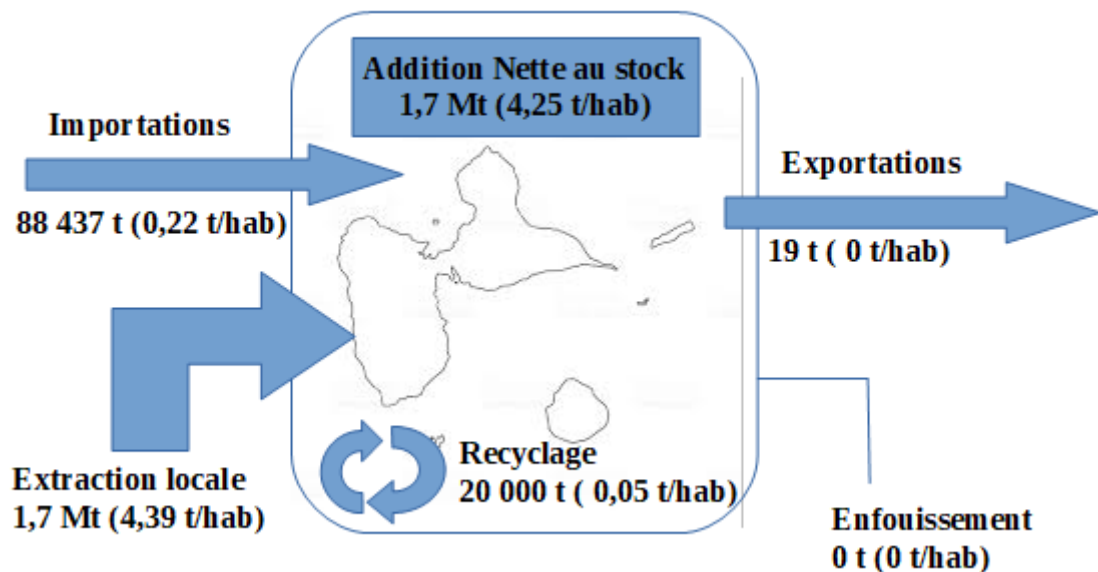 Addition Nette au stock
1,7 Mt (4,25 t/hab)
Importations
88 437 t (0,22 t/hab)
Exportations
19 t ( 0 t/hab)
Extraction locale
1,7 Mt (4,39 t/hab)
Recyclage
20 000 t ( 0,05 t/hab)
Enfouissement
0 t (0 t/hab)